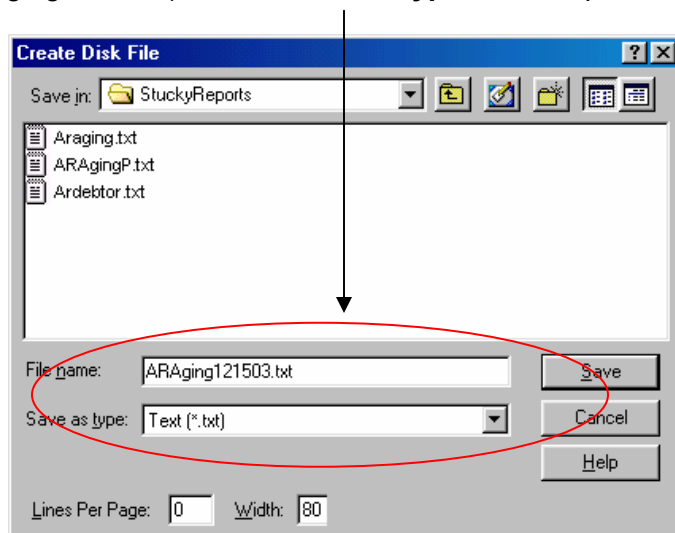 Create Disk File
Save in: StuckyReports
Araging.txt
ARAgingP.txt
Ardebtor.txt
File name: ARAging121503.txt Save
Save as type: Text (*.txt) Cancel
Help
Lines Per Page: 0 Width: 80